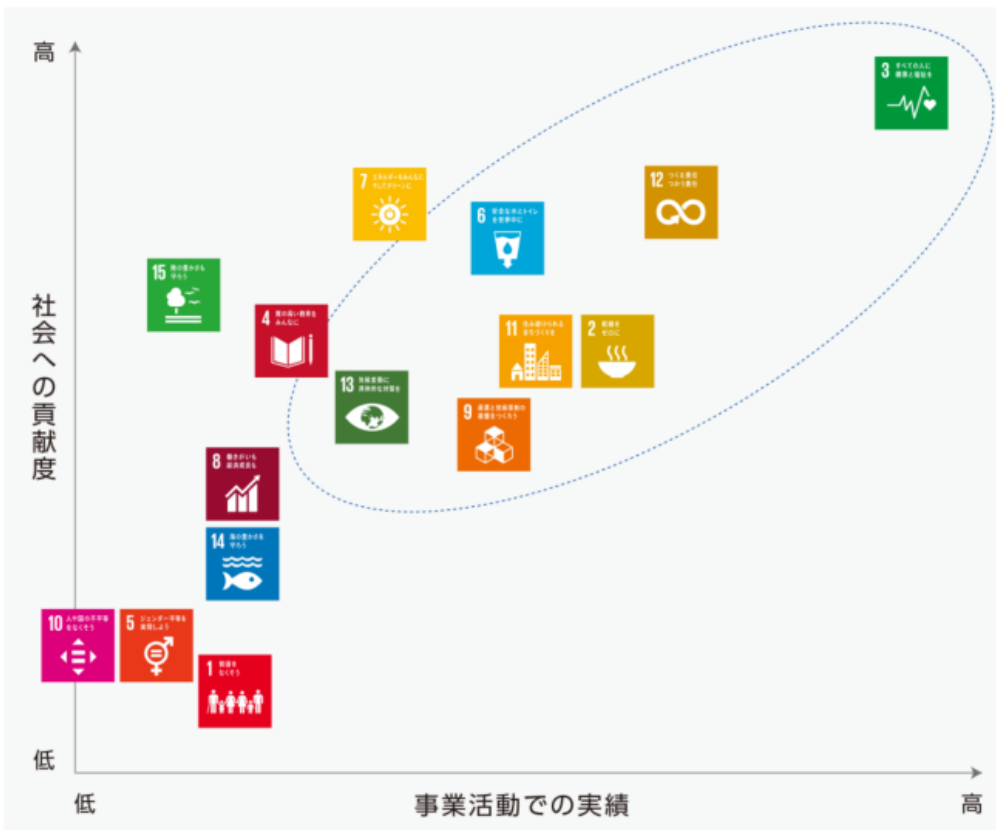 高
3 すべての人に
健康と福祉を
7 エネルギーをみんなに
そしてクリーンに
12 つくる責任
つかう責任
6 安全な水とトイレ
を世界中に
15 陸の豊かさも
守ろう
4 質の高い教育を
みんなに
11 住み続けられる
まちづくりを
2 飢餓を
ゼロに
13 気候変動に
具体的な対策を
9 産業と技術革新の
基盤をつくろう
社会への貢献度
8 働きがいも
経済成長も
14 海の豊かさを
守ろう
10 人や国の不平等
をなくそう
5 ジェンダー平等を
実現しよう
1 貧困を
なくそう
低
低
事業活動での実績
高